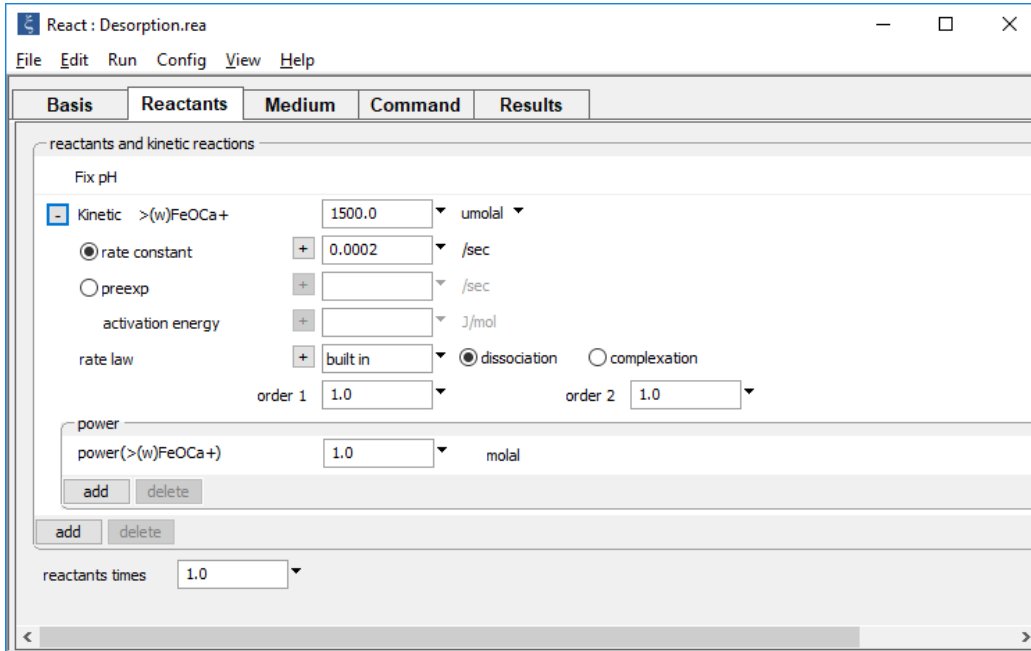 React : Desorption.rea
File Edit Run Config View Help
Basis Reactants Medium Command Results
reactants and kinetic reactions
Fix pH
- Kinetic >(w)FeOCa+ 1500.0 umolal
rate constant + 0.0002 /sec
preexp + /sec
activation energy + J/mol
rate law + built in dissociation complexation
order 1 1.0 order 2 1.0
power
power(>(w)FeOCa+) 1.0 molal
add delete
add delete
reactants times 1.0